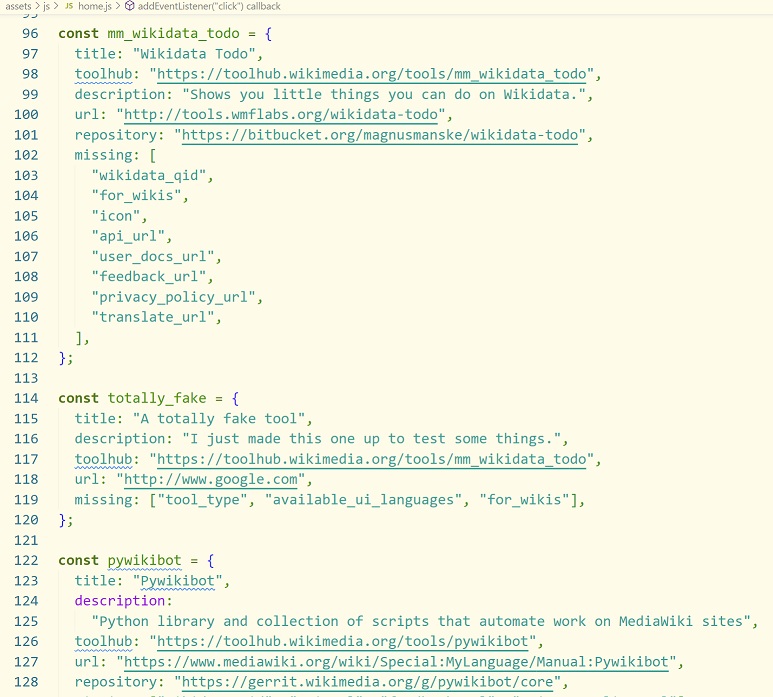 assets > js > JS home.js > addEventListener("click") callback
95
96 const mm_wikidata_todo = {
97 title: "Wikidata Todo",
98 toolhub: "https://toolhub.wikimedia.org/tools/mm_wikidata_todo",
99 description: "Shows you little things you can do on Wikidata.",
100 url: "http://tools.wmflabs.org/wikidata-todo",
101 repository: "https://bitbucket.org/magnusmanske/wikidata-todo",
102 missing: [
103 "wikidata_qid",
104 "for_wikis",
105 "icon",
106 "api_url",
107 "user_docs_url",
108 "feedback_url",
109 "privacy_policy_url",
110 "translate_url",
111 ],
112 };
113
114 const totally_fake = {
115 title: "A totally fake tool",
116 description: "I just made this one up to test some things.",
117 toolhub: "https://toolhub.wikimedia.org/tools/mm_wikidata_todo",
118 url: "http://www.google.com",
119 missing: ["tool_type", "available_ui_languages", "for_wikis"],
120 };
121
122 const pywikibot = {
123 title: "Pywikibot",
124 description:
125 "Python library and collection of scripts that automate work on MediaWiki sites",
126 toolhub: "https://toolhub.wikimedia.org/tools/pywikibot",
127 url: "https://www.mediawiki.org/wiki/Special:MyLanguage/Manual:Pywikibot",
128 repository: "https://gerrit.wikimedia.org/g/pywikibot/core",